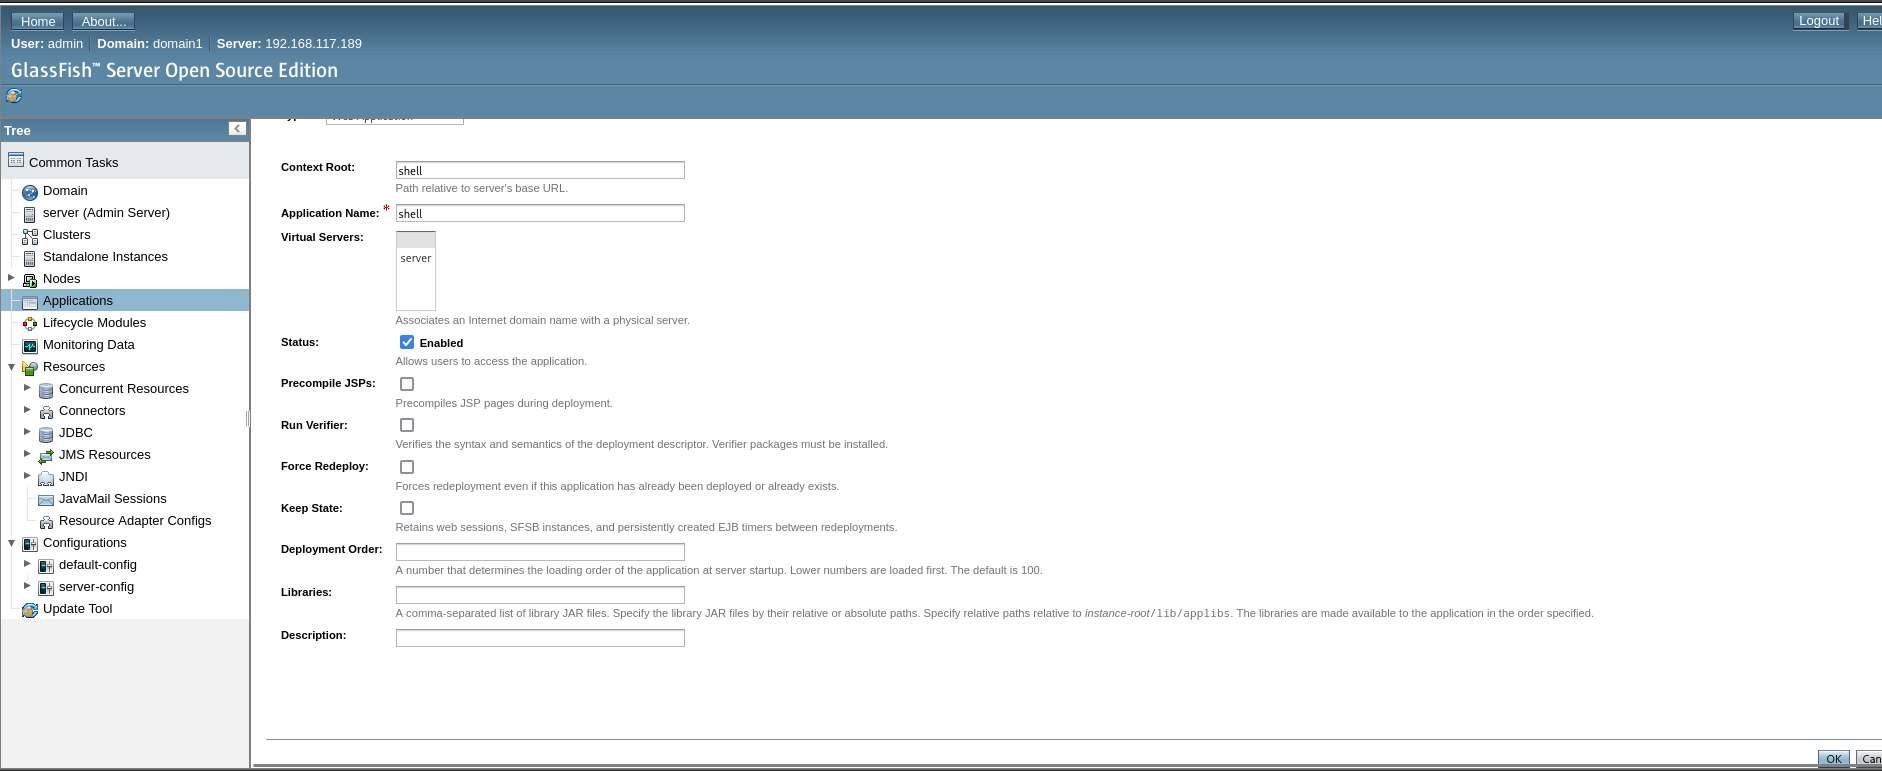 Home About... Logout Hel
User: admin Domain: domain1 Server: 192.168.117.189
GlassFish™ Server Open Source Edition
Tree
Common Tasks
Domain
server (Admin Server)
Clusters
Standalone Instances
Nodes
Applications
Lifecycle Modules
Monitoring Data
Resources
Concurrent Resources
Connectors
JDBC
JMS Resources
JNDI
JavaMail Sessions
Resource Adapter Configs
Configurations
default-config
server-config
Update Tool
Context Root: shell
Path relative to server's base URL.
Application Name: * shell
Virtual Servers:
server
Associates an Internet domain name with a physical server.
Status: Enabled
Allows users to access the application.
Precompile JSPs:
Precompiles JSP pages during deployment.
Run Verifier:
Verifies the syntax and semantics of the deployment descriptor. Verifier packages must be installed.
Force Redeploy:
Forces redeployment even if this application has already been deployed or already exists.
Keep State:
Retains web sessions, SFSB instances, and persistently created EJB timers between redeployments.
Deployment Order:
A number that determines the loading order of the application at server startup. Lower numbers are loaded first. The default is 100.
Libraries:
A comma-separated list of library JAR files. Specify the library JAR files by their relative or absolute paths. Specify relative paths relative to instance-root/lib/applibs. The libraries are made available to the application in the order specified.
Description:
OK Can